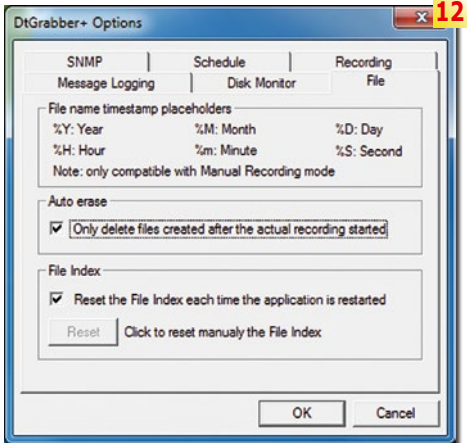 12
DtGrabber+ Options
SNMP Schedule Recording
Message Logging Disk Monitor File
File name timestamp placeholders
%Y: Year %M: Month %D: Day
%H: Hour %m: Minute %S: Second
Note: only compatible with Manual Recording mode
Auto erase
Only delete files created after the actual recording started
File Index
Reset the File Index each time the application is restarted
Reset Click to reset manualy the File Index
OK Cancel